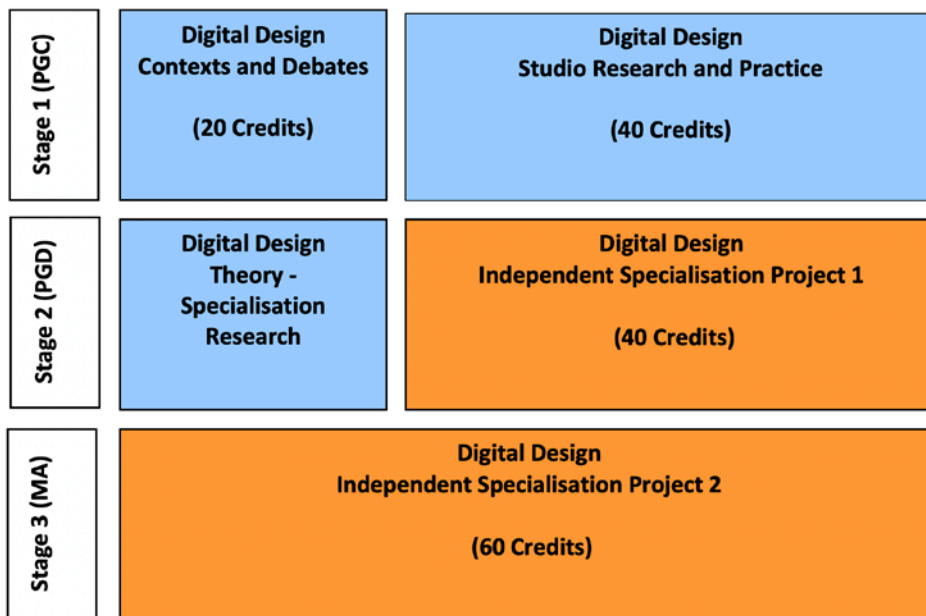 Stage 1 (PGC)
Digital Design
Contexts and Debates
(20 Credits)
Digital Design
Studio Research and Practice
(40 Credits)
Stage 2 (PGD)
Digital Design
Theory -
Specialisation
Research
Digital Design
Independent Specialisation Project 1
(40 Credits)
Stage 3 (MA)
Digital Design
Independent Specialisation Project 2
(60 Credits)